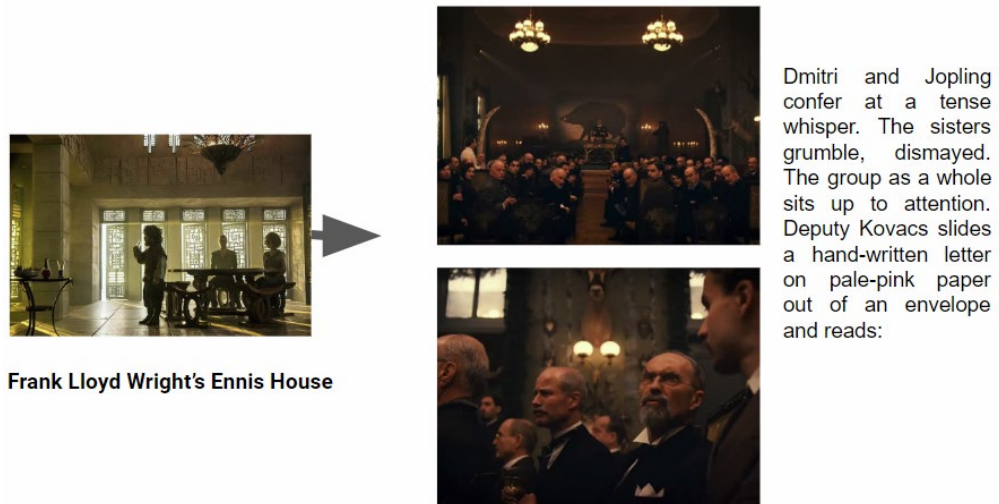 Frank Lloyd Wright's Ennis House
Dmitri and Jopling
confer at a tense
whisper. The sisters
grumble, dismayed.
The group as a whole
sits up to attention.
Deputy Kovacs slides
a hand-written letter
on pale-pink paper
out of an envelope
and reads: